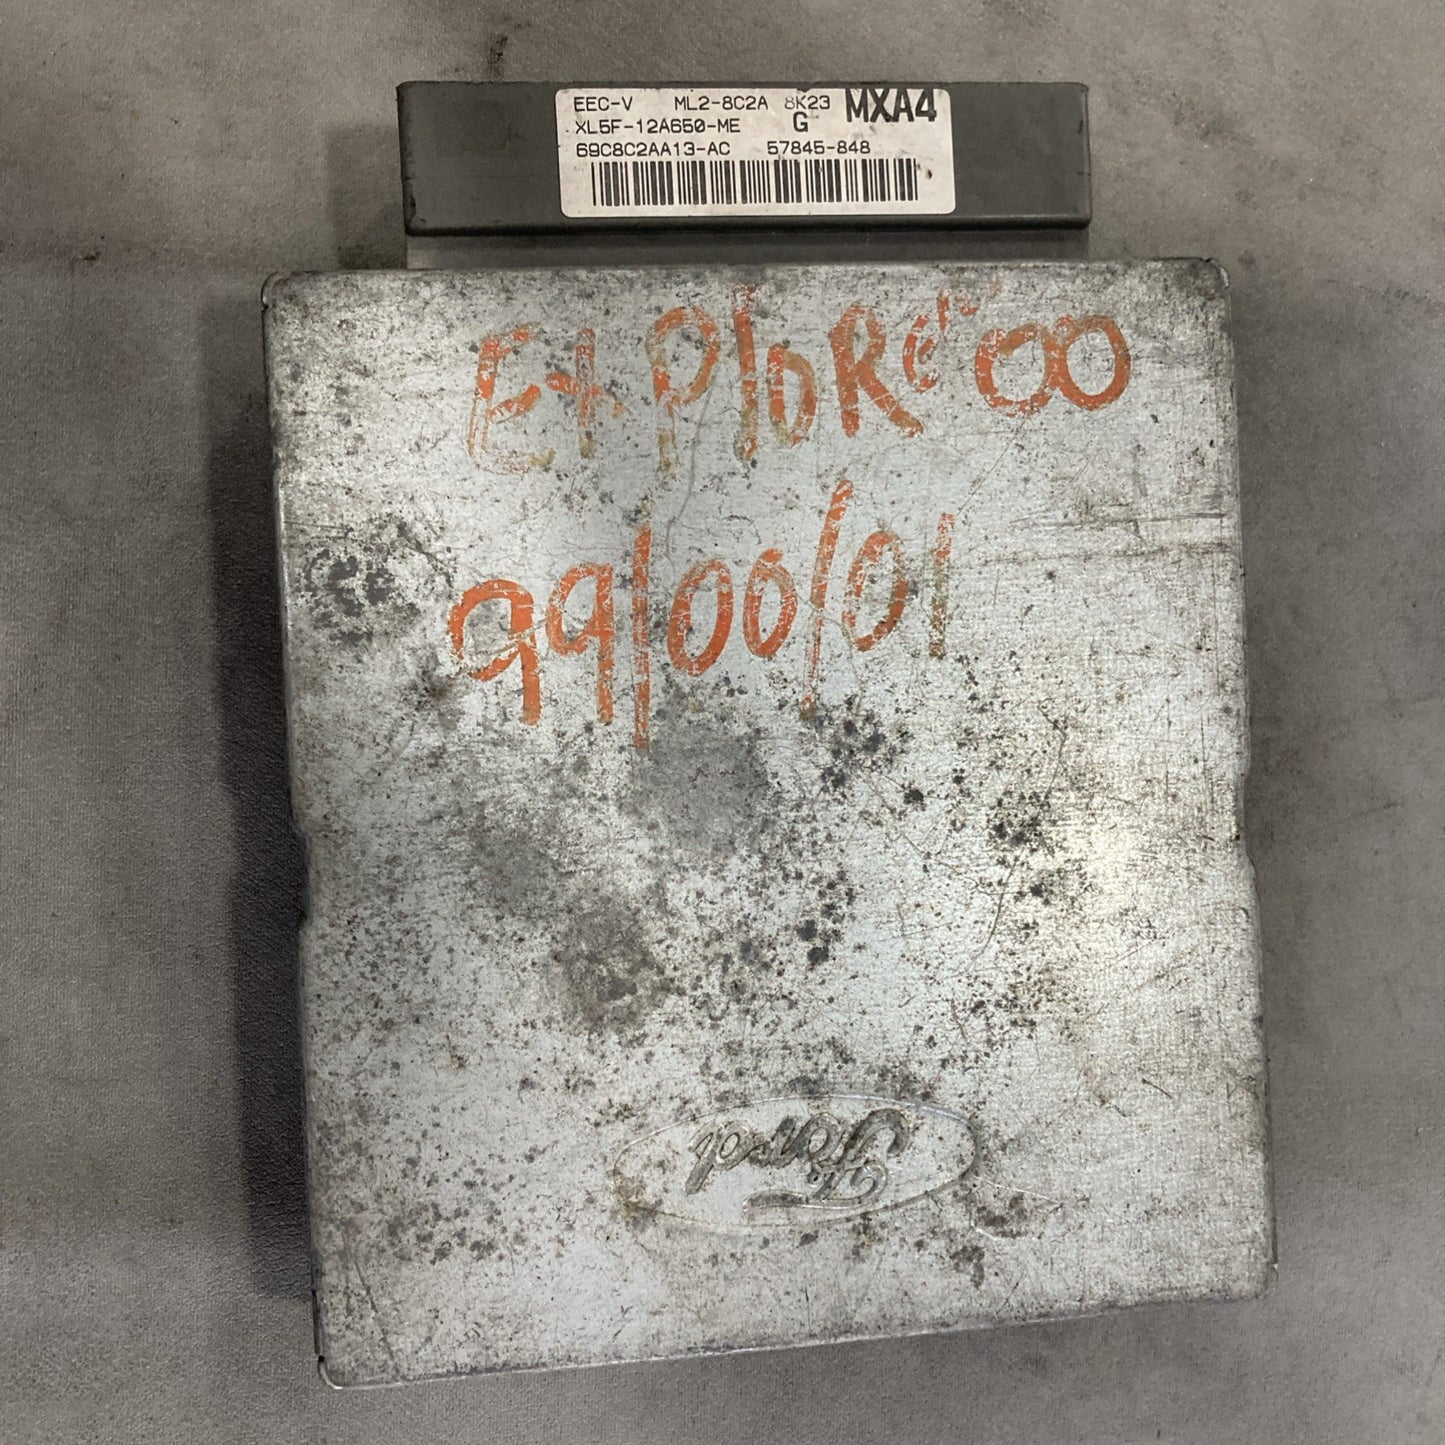 EEC-V ML2-8C2A 8K23 MXA4
XL5F-12A650-ME G
69C8C2AA13-AC 57845-848
ExPloRer 00
99/00/01
Ford